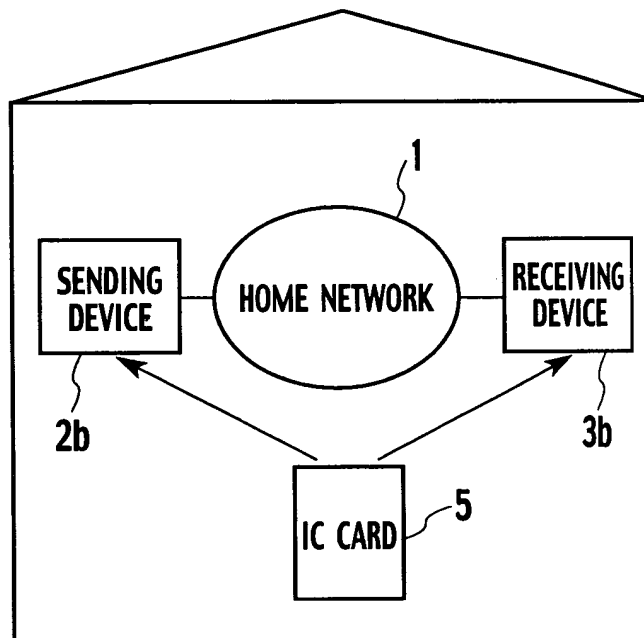 1
SENDING
DEVICE
HOME NETWORK
RECEIVING
DEVICE
2b
3b
IC CARD
5